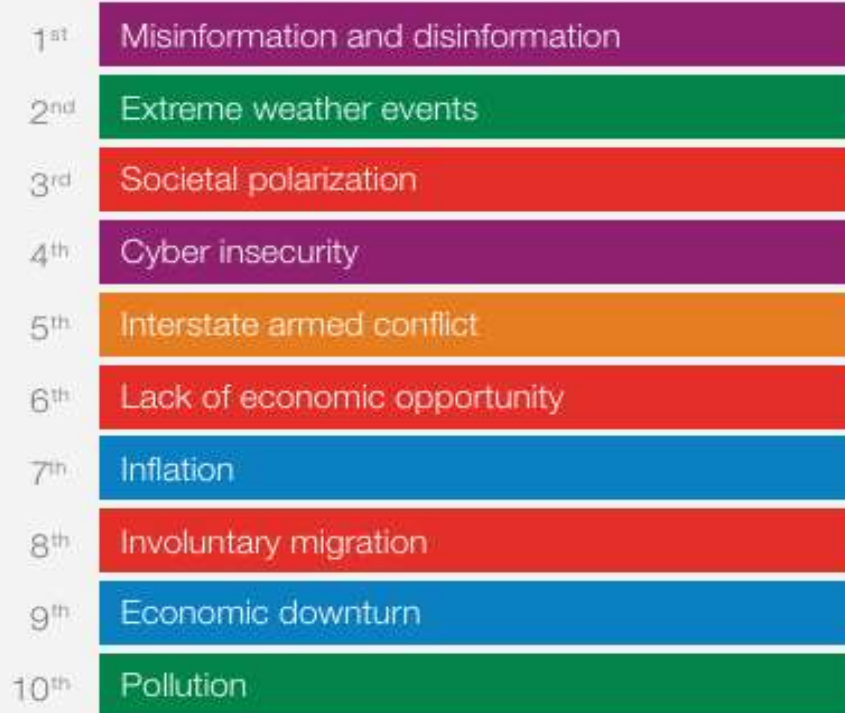 1st Misinformation and disinformation
2nd Extreme weather events
3rd Societal polarization
4th Cyber insecurity
5th Interstate armed conflict
6th Lack of economic opportunity
7th Inflation
8th Involuntary migration
9th Economic downturn
10th Pollution